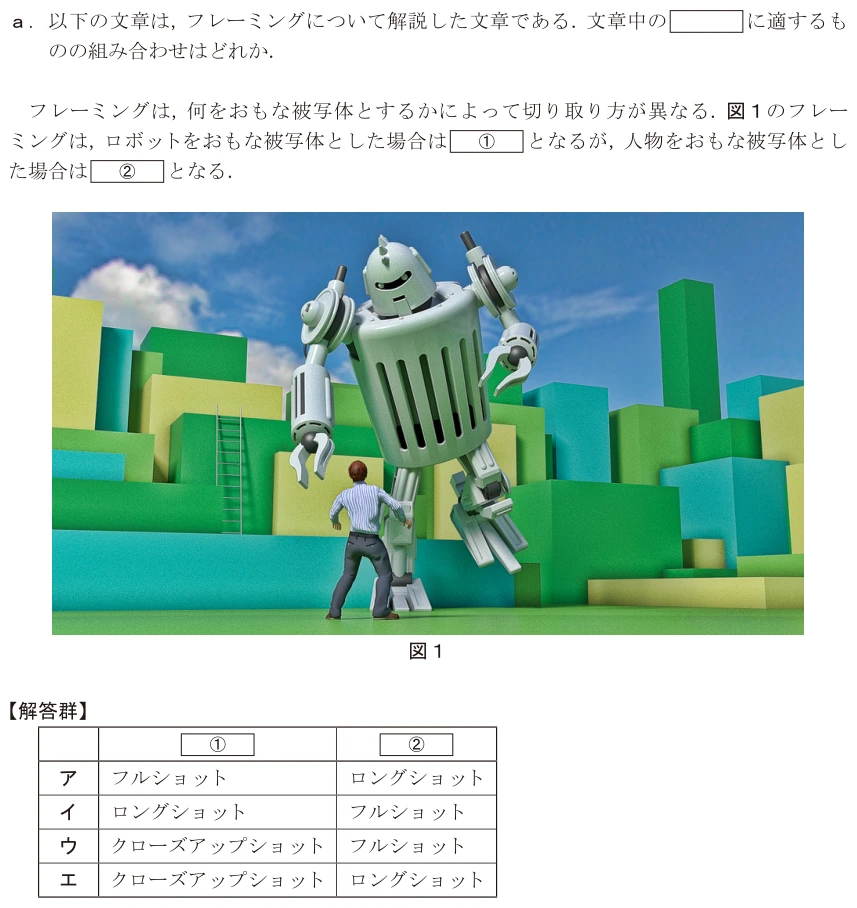 a．以下の文章は，フレーミングについて解説した文章である．文章中の　　　に適するも
のの組み合わせはどれか．
フレーミングは，何をおもな被写体とするかによって切り取り方が異なる．図1のフレー
ミングは，ロボットをおもな被写体とした場合は ① となるが，人物をおもな被写体とし
た場合は ② となる．
図1
【解答群】
① ②
ア フルショット ロングショット
イ ロングショット フルショット
ウ クローズアップショット フルショット
エ クローズアップショット ロングショット